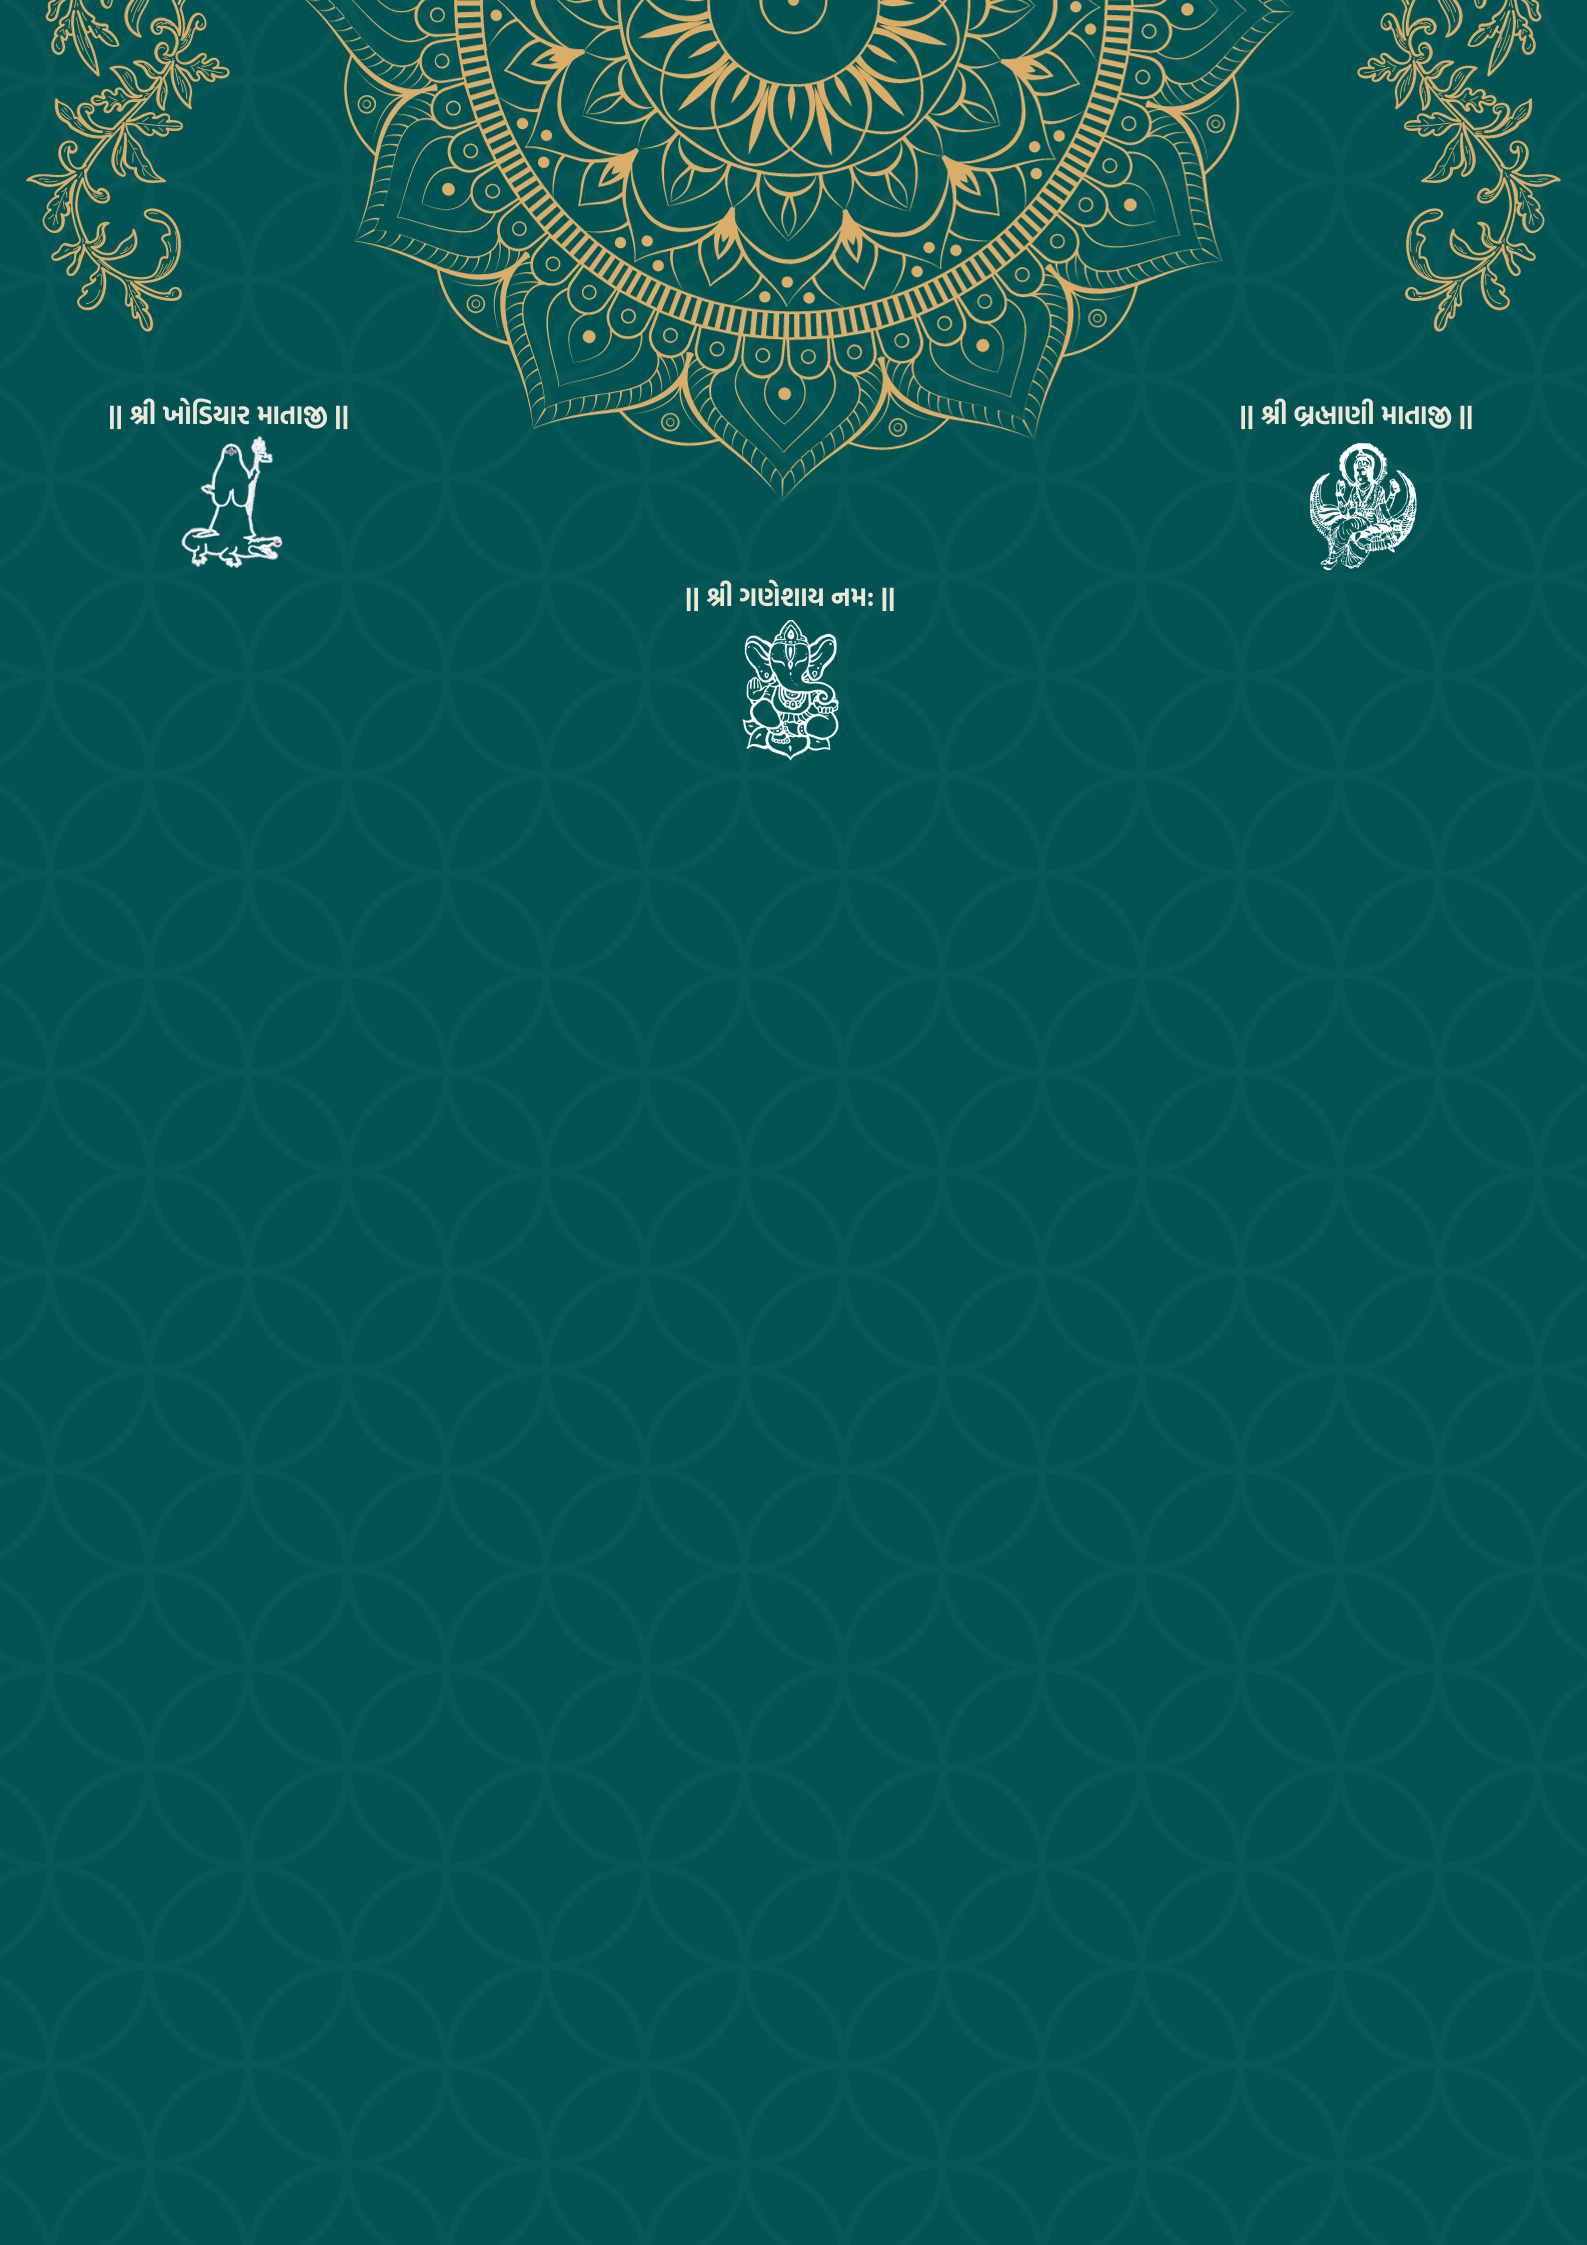 || શ્રી ખોડિયાર માતાજી ||
|| શ્રી બ્રહ્માણી માતાજી ||
|| શ્રી ગણેશાય નમઃ ||